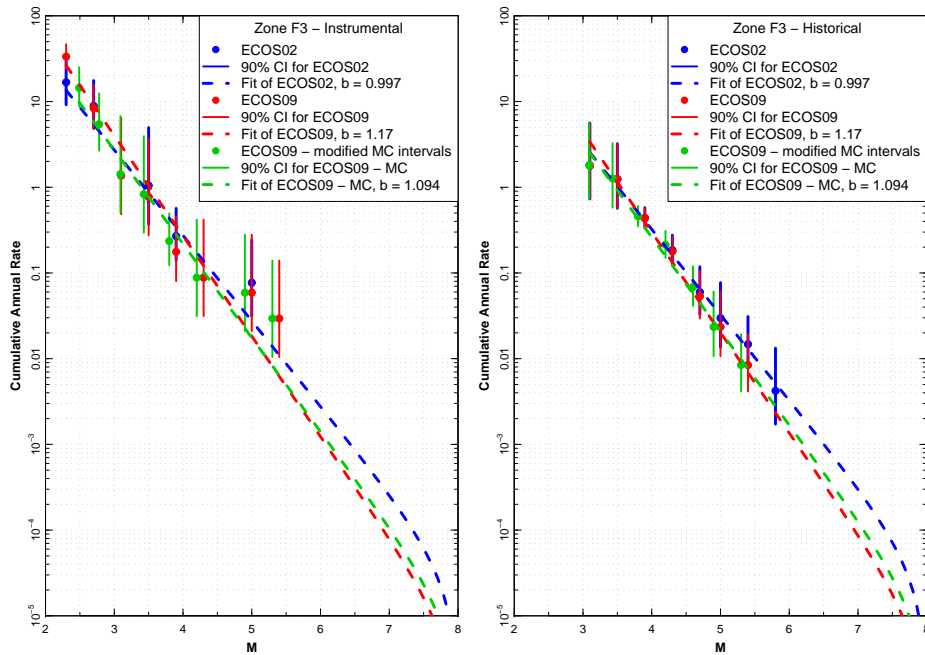 Zone F3 − Instrumental
ECOS02
90% CI for ECOS02
Fit of ECOS02, b = 0.997
ECOS09
90% CI for ECOS09
Fit of ECOS09, b = 1.17
ECOS09 − modified MC intervals
90% CI for ECOS09 − MC
Fit of ECOS09 − MC, b = 1.094
Cumulative Annual Rate
100
10
1
0.1
0.01
10⁻³
10⁻⁴
10⁻⁵
2 3 4 5 6 7 8
M
Zone F3 − Historical
ECOS02
90% CI for ECOS02
Fit of ECOS02, b = 0.997
ECOS09
90% CI for ECOS09
Fit of ECOS09, b = 1.17
ECOS09 − modified MC intervals
90% CI for ECOS09 − MC
Fit of ECOS09 − MC, b = 1.094
Cumulative Annual Rate
100
10
1
0.1
0.01
10⁻³
10⁻⁴
10⁻⁵
2 3 4 5 6 7 8
M